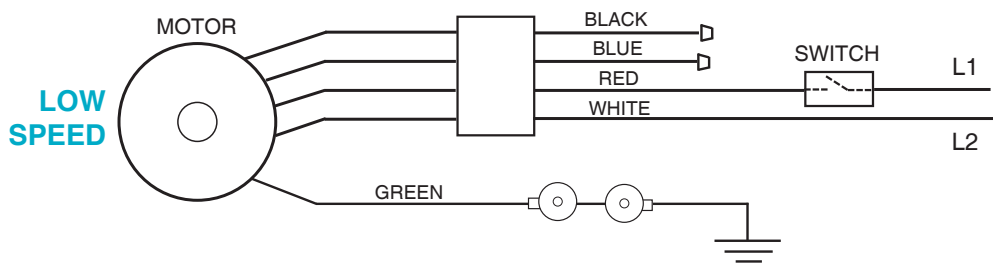 MOTOR
LOW
SPEED
BLACK
BLUE
RED
WHITE
SWITCH
L1
L2
GREEN